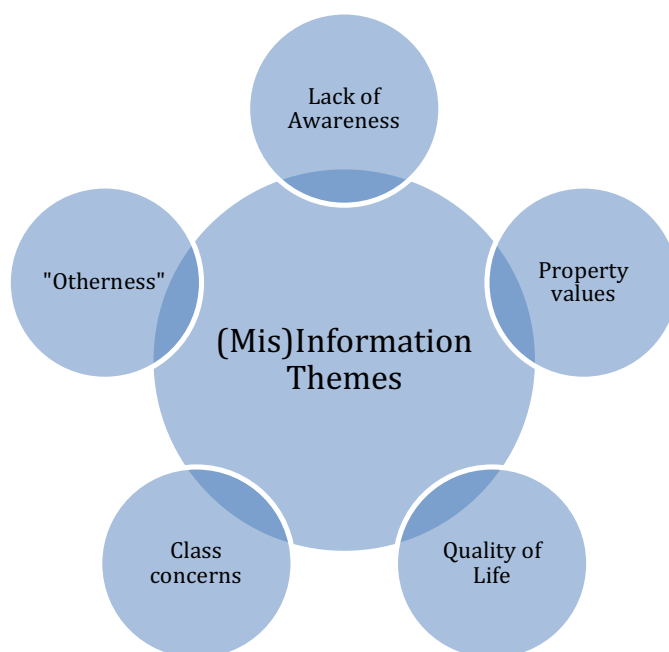 Lack of
Awareness
"Otherness"
Property
values
(Mis)Information
Themes
Class
concerns
Quality of
Life